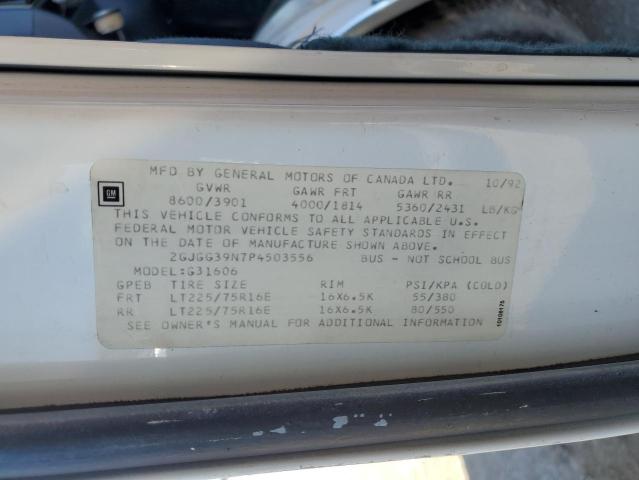 MFD BY GENERAL MOTORS OF CANADA LTD. 10/92
GM
GVWR GAWR FRT GAWR RR
8600/3901 4000/1814 5360/2431 LB/KG
THIS VEHICLE CONFORMS TO ALL APPLICABLE U.S.
FEDERAL MOTOR VEHICLE SAFETY STANDARDS IN EFFECT
ON THE DATE OF MANUFACTURE SHOWN ABOVE.
2GJGG39N7P4503556 BUS - NOT SCHOOL BUS
MODEL:G31606
GPEB TIRE SIZE RIM PSI/KPA (COLD)
FRT LT225/75R16E 16X6.5K 55/380
RR LT225/75R16E 16X6.5K 80/550
SEE OWNER'S MANUAL FOR ADDITIONAL INFORMATION